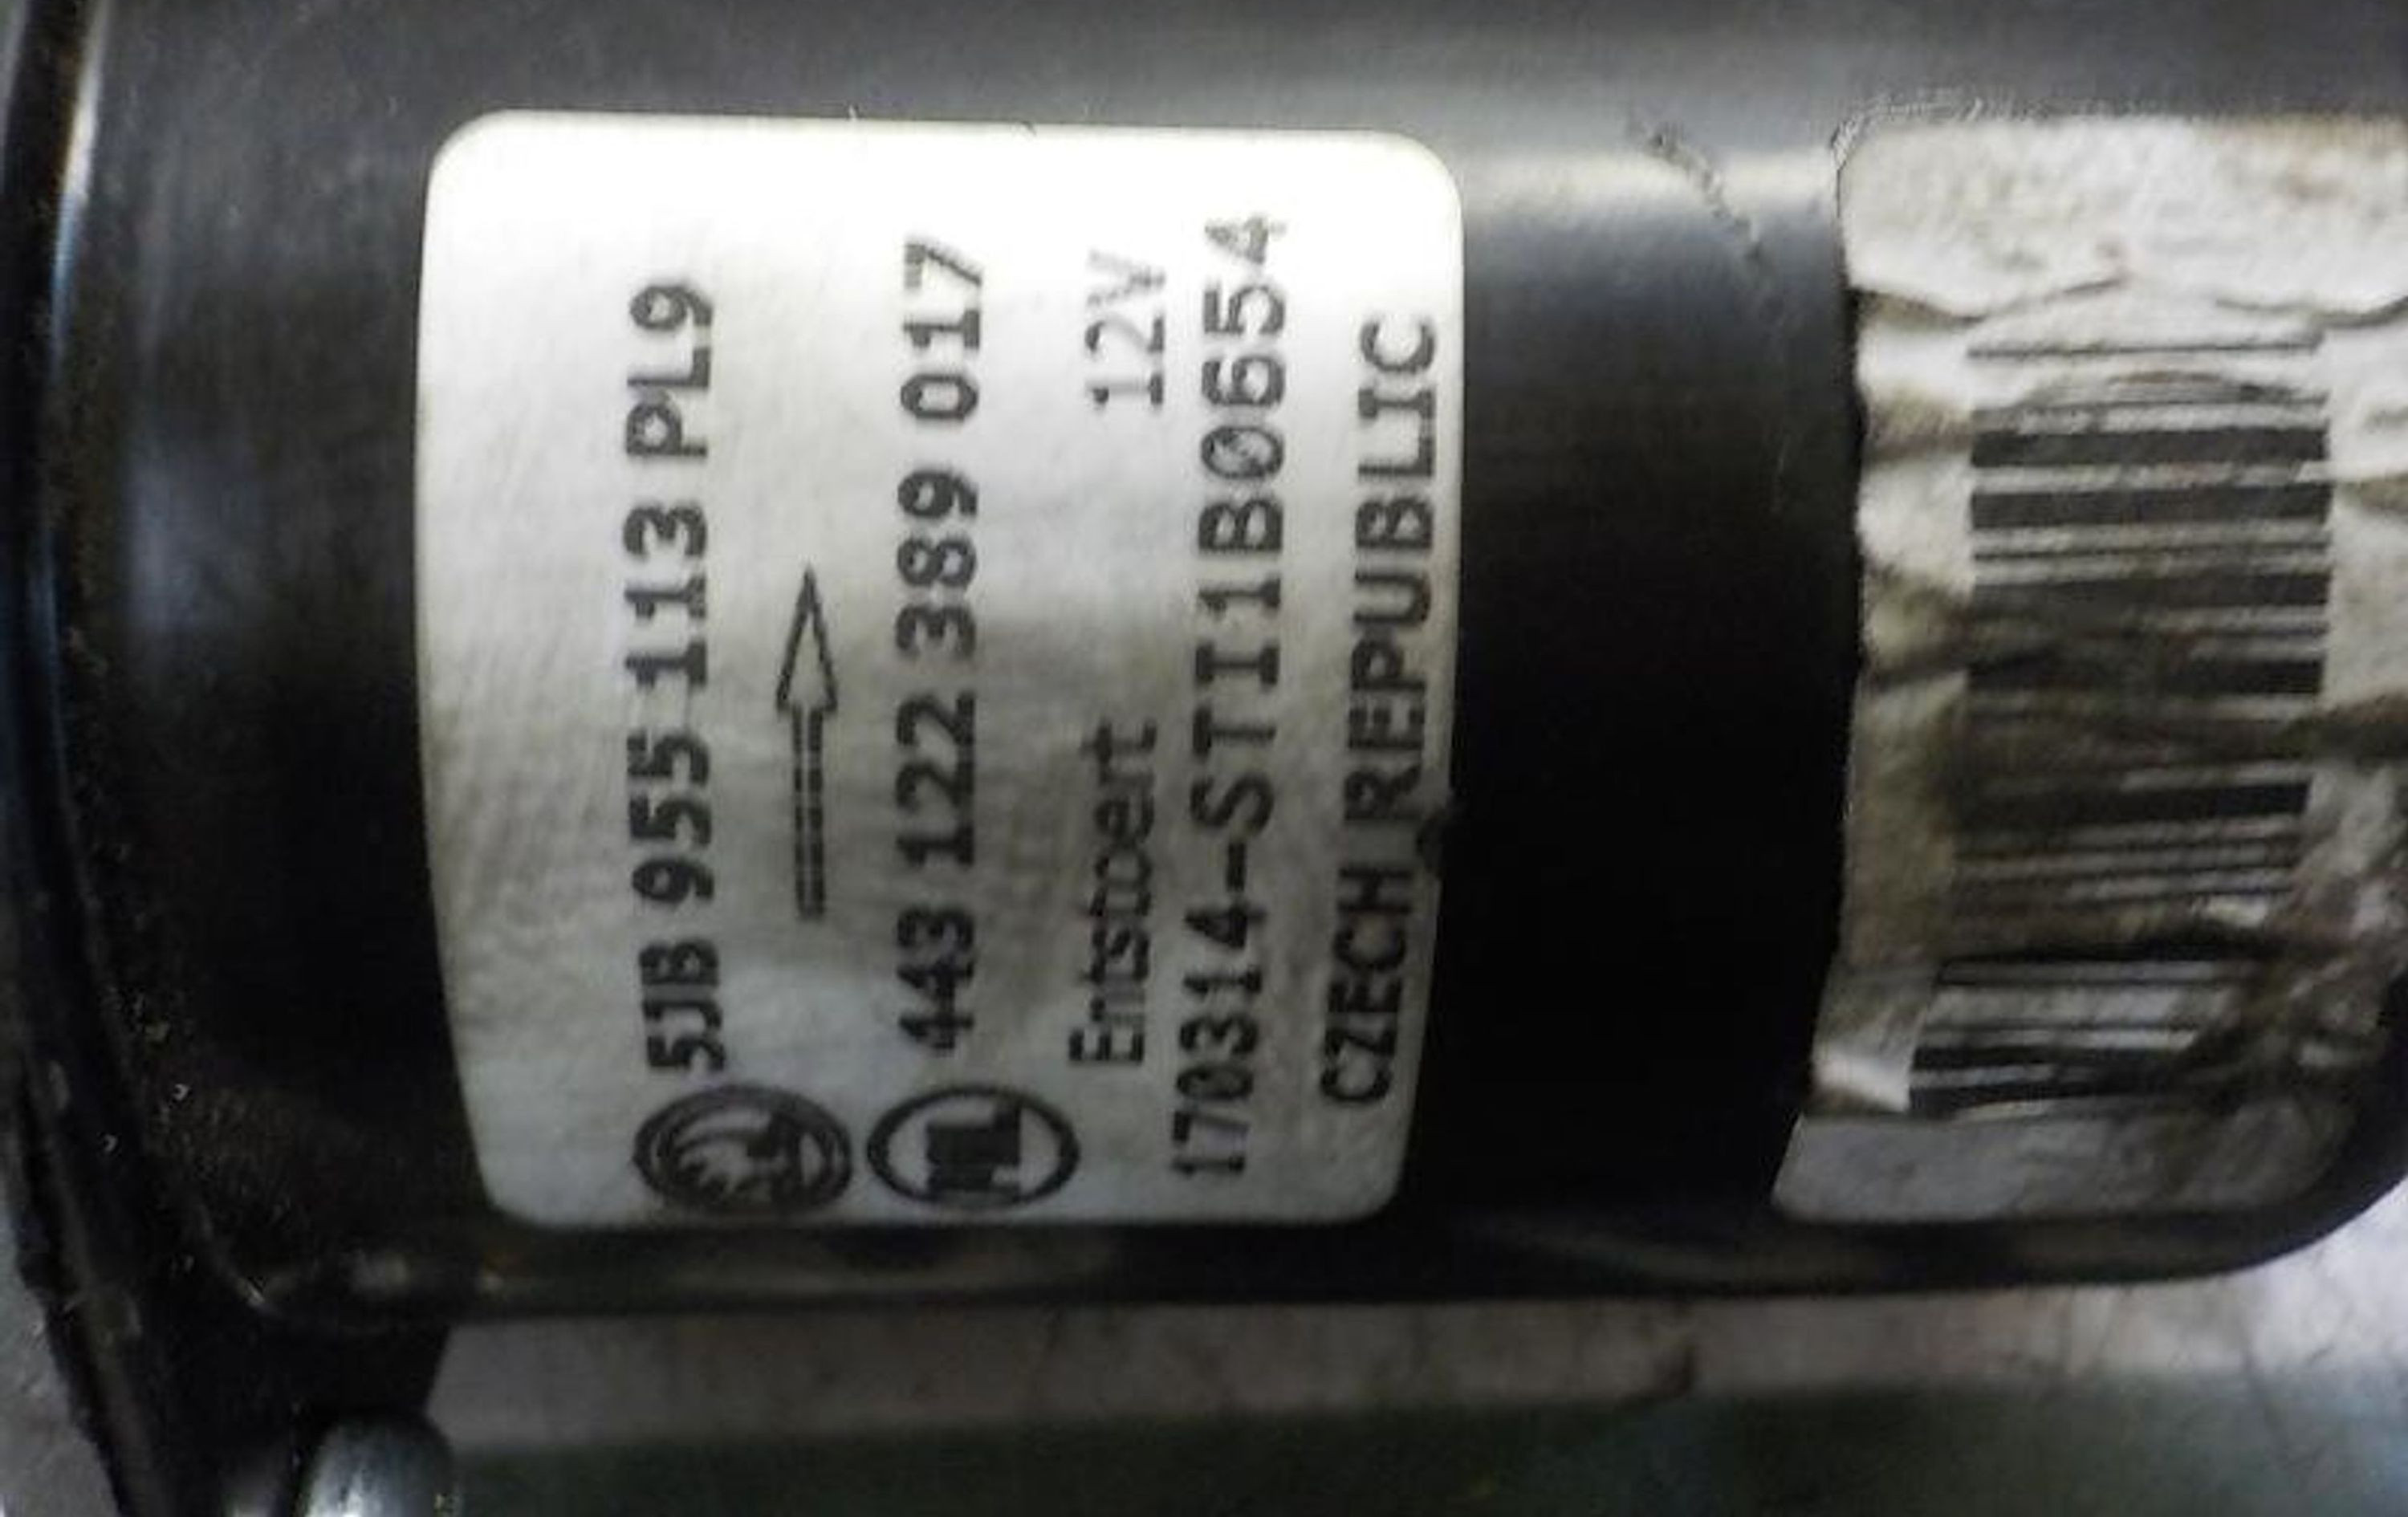 5JB 955 113 PL9
443 122 389 017
Entstoert 12V
170314-STI1B0654
CZECH REPUBLIC